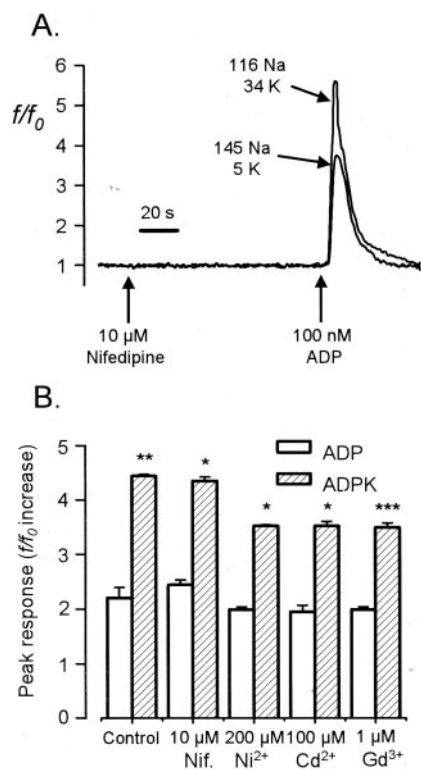 A.
f/f₀
6
5
4
3
2
1
116 Na
34 K
145 Na
5 K
20 s
10 µM
Nifedipine
100 nM
ADP
B.
Peak response (f/f₀ increase)
5
4
3
2
1
0
ADP
ADPK
**
*
*
*
***
Control
10 µM
Nif.
200 µM
Ni²⁺
100 µM
Cd²⁺
1 µM
Gd³⁺